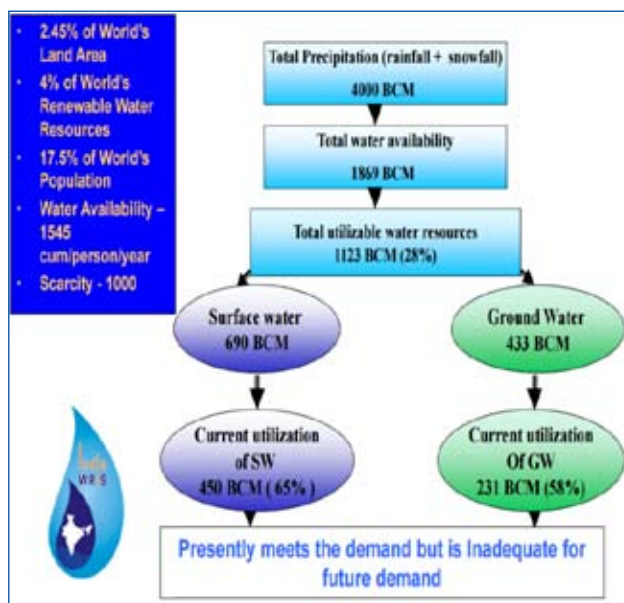 • 2.45% of World's
Land Area
• 4% of World's
Renewable Water
Resources
• 17.5% of World's
Population
• Water Availability –
1545
cum/person/year
• Scarcity - 1000
Total Precipitation (rainfall + snowfall)
4000 BCM
Total water availability
1869 BCM
Total utilizable water resources
1123 BCM (28%)
Surface water
690 BCM
Ground Water
433 BCM
Current utilization
of SW
450 BCM ( 65% )
Current utilization
Of GW
231 BCM (58%)
Presently meets the demand but is Inadequate for
future demand